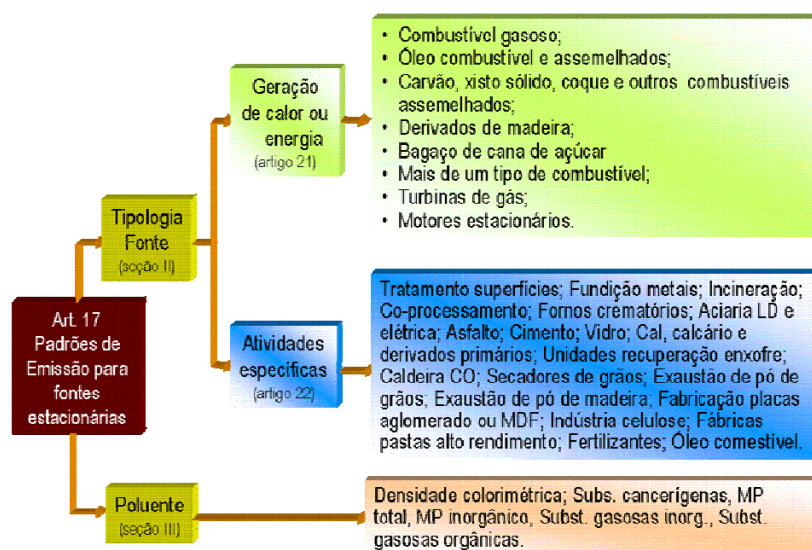 Art. 17
Padrões de
Emissão para
fontes
estacionárias
Tipologia
Fonte
(secção II)
Geração
de calor ou
energia
(artigo 21)
• Combustível gasoso;
• Óleo combustível e assemelhados;
• Carvão, xisto sólido, coque e outros combustíveis
assemelhados;
• Derivados de madeira;
• Bagaço de cana de açúcar
• Mais de um tipo de combustível;
• Turbinas de gás;
• Motores estacionários.
Atividades
específicas
(artigo 22)
Tratamento superfícies; Fundição metais; Incineração;
Co-processamento; Fornos crematórios; Aciaria LD e
elétrica; Asfalto; Cimento; Vidro; Cal, calcário e
derivados primários; Unidades recuperação enxofre;
Caldeira CO; Secadores de grãos; Exaustão de pó de
grãos; Exaustão de pó de madeira; Fabricação placas
aglomerado ou MDF; Indústria celulose; Fábricas
pastas alto rendimento; Fertilizantes; Óleo comestível.
Poluente
(seção III)
Densidade colorimétrica; Subs. cancerígenas, MP
total, MP inorgânico, Subst. gasosas inorg., Subst.
gasosas orgânicas.